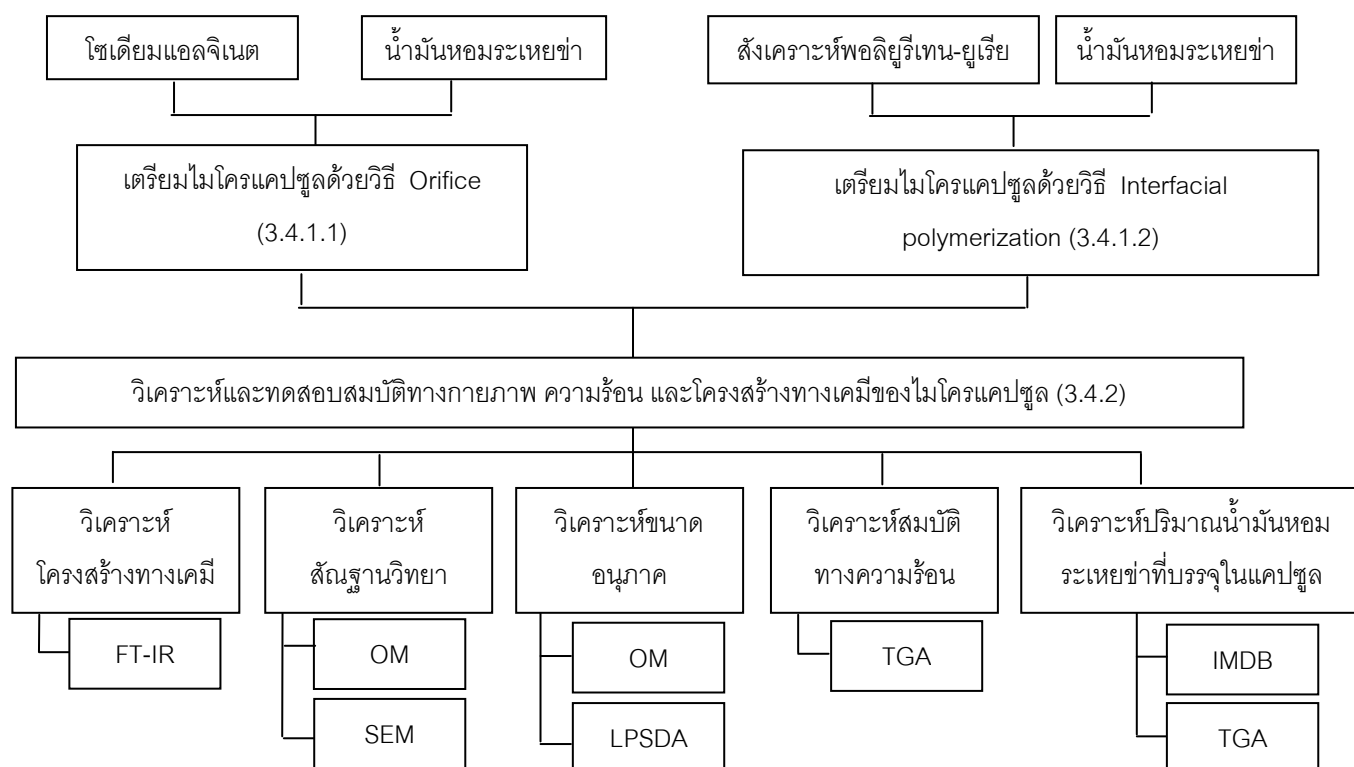 โซเดียมแอลจิเนต
น้ำมันหอมระเหยข่า
สังเคราะห์พอลิยูรีเทน-ยูเรีย
น้ำมันหอมระเหยข่า
เตรียมไมโครแคปซูลด้วยวิธี Orifice
(3.4.1.1)
เตรียมไมโครแคปซูลด้วยวิธี Interfacial
polymerization (3.4.1.2)
วิเคราะห์และทดสอบสมบัติทางกายภาพ ความร้อน และโครงสร้างทางเคมีของไมโครแคปซูล (3.4.2)
วิเคราะห์
โครงสร้างทางเคมี
วิเคราะห์
สัณฐานวิทยา
วิเคราะห์ขนาด
อนุภาค
วิเคราะห์สมบัติ
ทางความร้อน
วิเคราะห์ปริมาณน้ำมันหอม
ระเหยข่าที่บรรจุในแคปซูล
FT-IR
OM
OM
TGA
IMDB
SEM
LPSDA
TGA